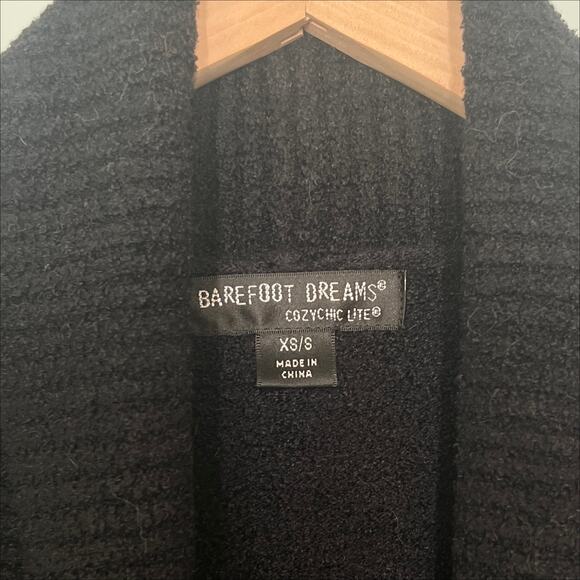 BAREFOOT DREAMS®
COZYCHIC LITE®
XS/S
MADE IN
CHINA